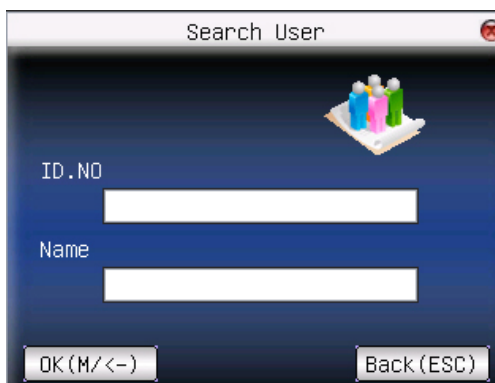 Search User
ID.NO
Name
OK(M/<-)
Back(ESC)